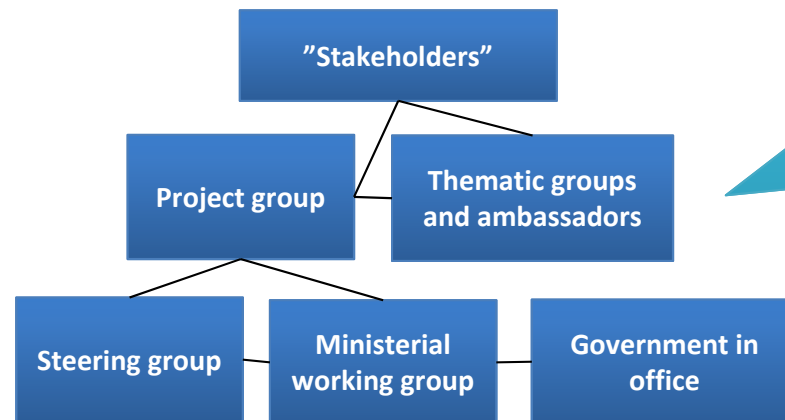 ”Stakeholders”
Project group
Thematic groups
and ambassadors
Steering group
Ministerial
working group
Government in
office